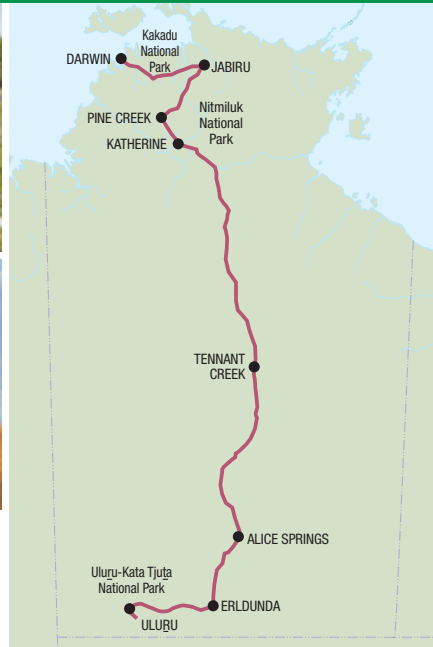 Kakadu
National
Park
DARWIN
JABIRU
PINE CREEK
Nitmiluk
National
Park
KATHERINE
TENNANT
CREEK
ALICE SPRINGS
Uluṟu-Kata Tjuṯa
National Park
ERLDUNDA
ULUṞU